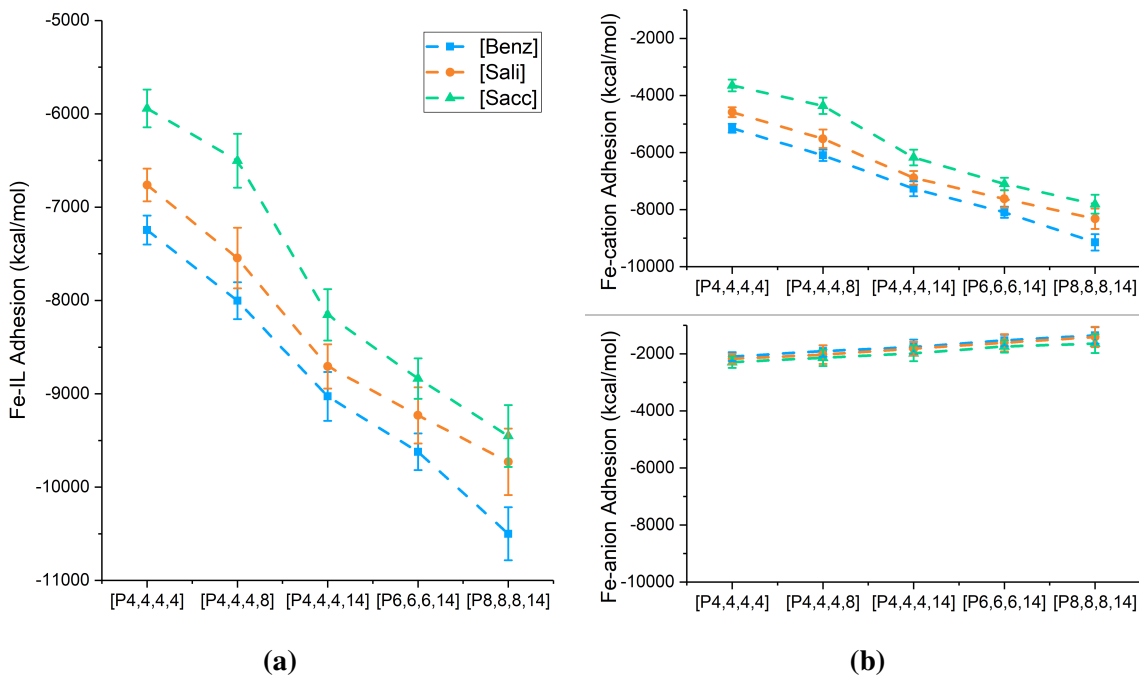 -5000
-6000
-7000
-8000
-9000
-10000
-11000
Fe-IL Adhesion (kcal/mol)
[Benz]
[Sali]
[Sacc]
[P4,4,4,4] [P4,4,4,8] [P4,4,4,14] [P6,6,6,14] [P8,8,8,14]
(a)
-2000
-4000
-6000
-8000
-10000
Fe-cation Adhesion (kcal/mol)
[P4,4,4,4] [P4,4,4,8] [P4,4,4,14] [P6,6,6,14] [P8,8,8,14]
-2000
-4000
-6000
-8000
-10000
Fe-anion Adhesion (kcal/mol)
[P4,4,4,4] [P4,4,4,8] [P4,4,4,14] [P6,6,6,14] [P8,8,8,14]
(b)